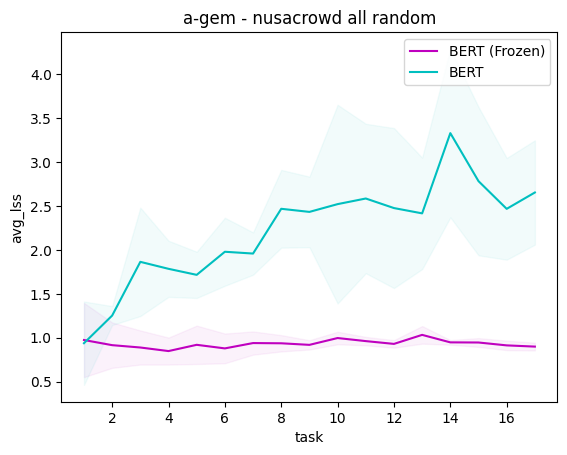 a-gem - nusacrowd all random
BERT (Frozen)
BERT
avg_lss
4.0
3.5
3.0
2.5
2.0
1.5
1.0
0.5
2 4 6 8 10 12 14 16
task